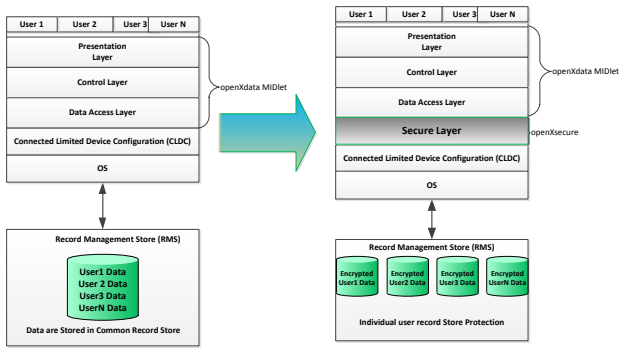 User 1 User 2 User 3 User N
Presentation
Layer
Control Layer
Data Access Layer
openXdata MIDlet
Connected Limited Device Configuration (CLDC)
OS
Record Management Store (RMS)
User1 Data
User 2 Data
User3 Data
UserN Data
Data are Stored in Common Record Store
User 1 User 2 User 3 User N
Presentation
Layer
Control Layer
Data Access Layer
openXdata MIDlet
Secure Layer
openXsecure
Connected Limited Device Configuration (CLDC)
OS
Record Management Store (RMS)
Encrypted
User1 Data
Encrypted
User2 Data
Encrypted
User3 Data
Encrypted
UserN Data
Individual user record Store Protection